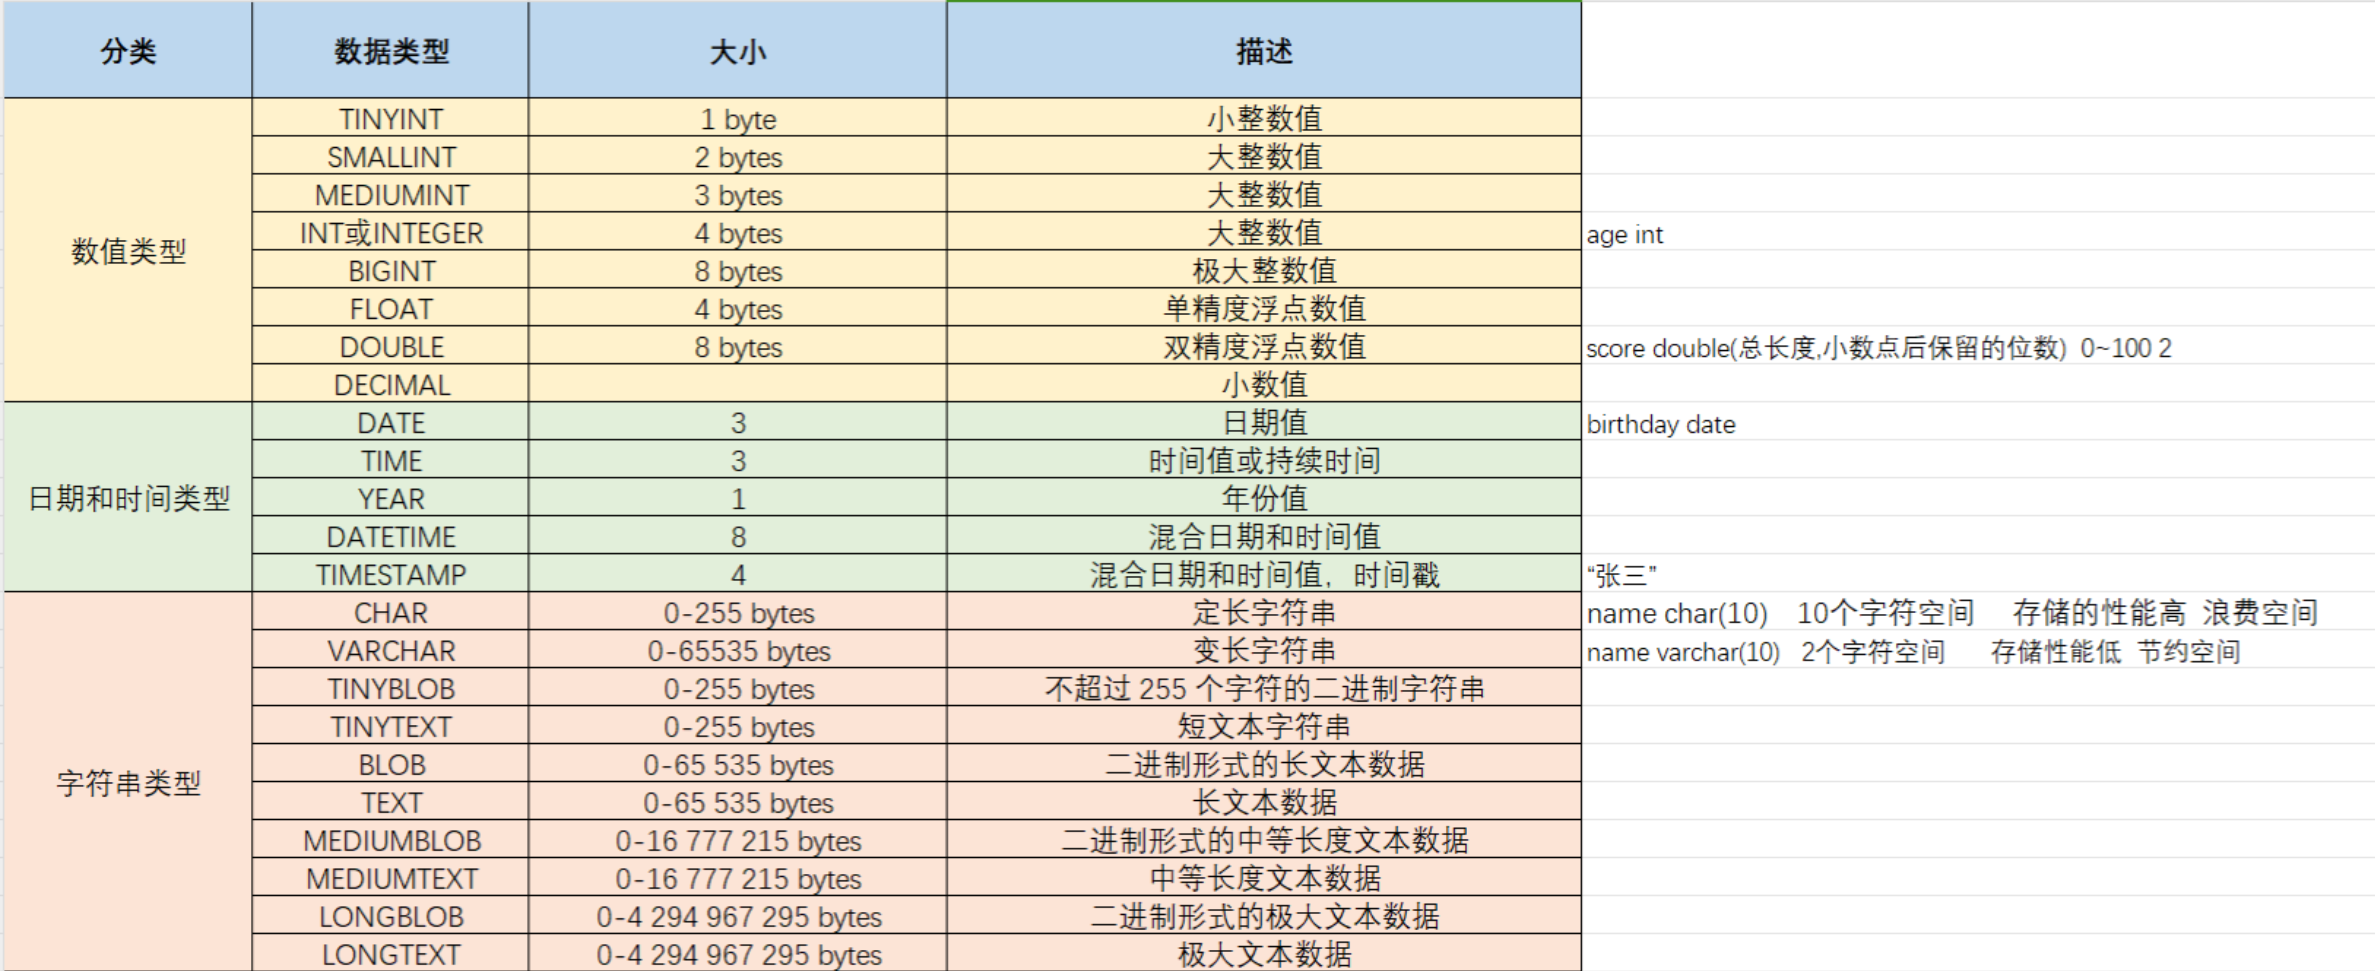 分类 数据类型 大小 描述
数值类型
TINYINT 1 byte 小整数值
SMALLINT 2 bytes 大整数值
MEDIUMINT 3 bytes 大整数值
INT或INTEGER 4 bytes 大整数值 age int
BIGINT 8 bytes 极大整数值
FLOAT 4 bytes 单精度浮点数值
DOUBLE 8 bytes 双精度浮点数值 score double(总长度,小数点后保留的位数) 0~100 2
DECIMAL 小数值
日期和时间类型
DATE 3 日期值 birthday date
TIME 3 时间值或持续时间
YEAR 1 年份值
DATETIME 8 混合日期和时间值
TIMESTAMP 4 混合日期和时间值，时间戳 “张三”
字符串类型
CHAR 0-255 bytes 定长字符串 name char(10) 10个字符空间 存储的性能高 浪费空间
VARCHAR 0-65535 bytes 变长字符串 name varchar(10) 2个字符空间 存储性能低 节约空间
TINYBLOB 0-255 bytes 不超过 255 个字符的二进制字符串
TINYTEXT 0-255 bytes 短文本字符串
BLOB 0-65 535 bytes 二进制形式的长文本数据
TEXT 0-65 535 bytes 长文本数据
MEDIUMBLOB 0-16 777 215 bytes 二进制形式的中等长度文本数据
MEDIUMTEXT 0-16 777 215 bytes 中等长度文本数据
LONGBLOB 0-4 294 967 295 bytes 二进制形式的极大文本数据
LONGTEXT 0-4 294 967 295 bytes 极大文本数据